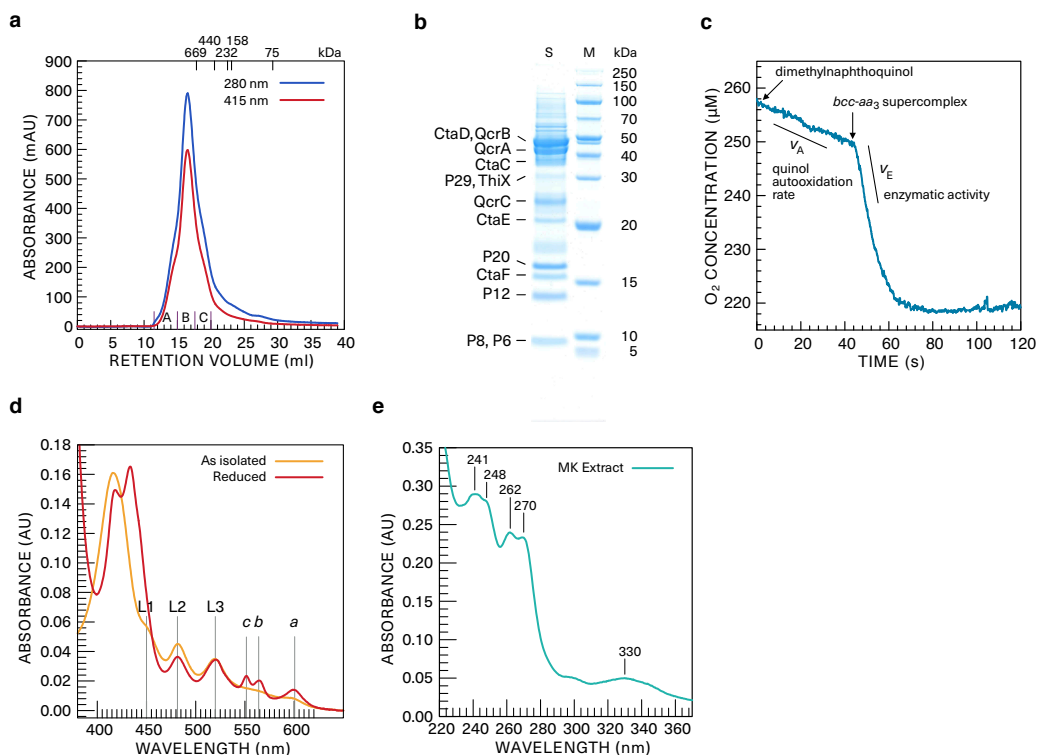 a
440 158
669 232 75 kDa
900
800
700
600
500
400
300
200
100
0
ABSORBANCE (mAU)
280 nm
415 nm
A B C
0 5 10 15 20 25 30 35 40
RETENTION VOLUME (ml)
b
S M kDa
CtaD, QcrB
QcrA
CtaC
P29, ThiX
QcrC
CtaE
P20
CtaF
P12
P8, P6
250
150
100
70
50
40
30
20
15
10
5
c
260
250
240
230
220
O2 CONCENTRATION (µM)
dimethylnaphthoquinol
bcc-aa3 supercomplex
VA
quinol
autooxidation
rate
VE
enzymatic activity
0 20 40 60 80 100 120
TIME (s)
d
0.18
0.16
0.14
0.12
0.10
0.08
0.06
0.04
0.02
0.00
ABSORBANCE (AU)
As isolated
Reduced
L1 L2 L3 c b a
400 450 500 550 600
WAVELENGTH (nm)
e
0.35
0.30
0.25
0.20
0.15
0.10
0.05
0.00
ABSORBANCE (AU)
MK Extract
241
248
262
270
330
220 240 260 280 300 320 340 360
WAVELENGTH (nm)